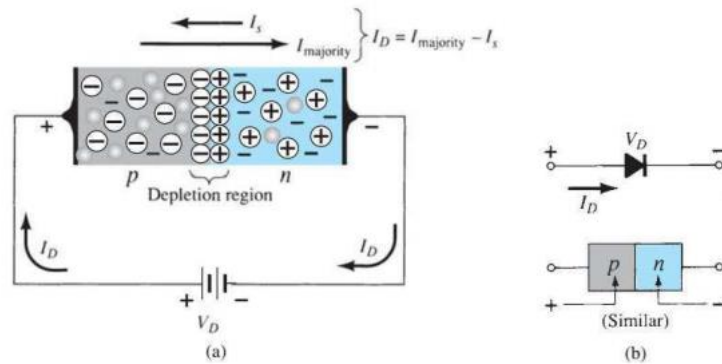 I_s
I_majority
I_D = I_majority − I_s
+ −
p n
Depletion region
I_D I_D
+ −
V_D
(a)
V_D
+ −
I_D
p n
+ −
(Similar)
(b)